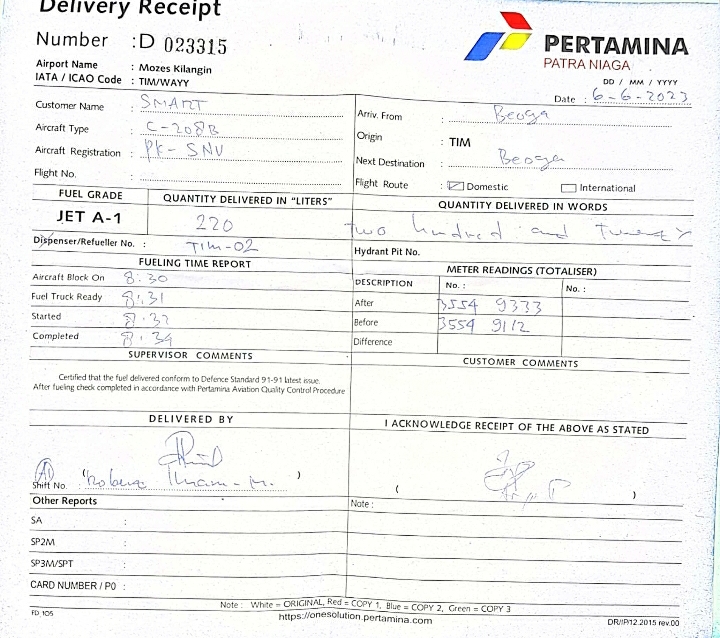 Delivery Receipt
Number : D 023315
PERTAMINA
PATRA NIAGA
Airport Name : Mozes Kilangin
IATA / ICAO Code : TIM/WAYY
DD / MM / YYYY
Date : 6-6-2023
Customer Name : SMART
Aircraft Type : C-208B
Aircraft Registration : PK-SNV
Flight No. :
Arriv. From : Beoga
Origin : TIM
Next Destination : Beoga
Flight Route : Domestic International
FUEL GRADE
QUANTITY DELIVERED IN "LITERS"
QUANTITY DELIVERED IN WORDS
JET A-1
220
two hundred and twenty
Dispenser/Refueller No. : TIM-02
Hydrant Pit No.
FUELING TIME REPORT
METER READINGS (TOTALISER)
Aircraft Block On 8:30
Fuel Truck Ready 8:31
Started 8:32
Completed 8:34
DESCRIPTION No. : No. :
After 3554 9333
Before 3554 9112
Difference
SUPERVISOR COMMENTS
CUSTOMER COMMENTS
Certified that the fuel delivered conform to Defence Standard 91-91 latest issue.
After fueling check completed in accordance with Pertamina Aviation Quality Control Procedure
DELIVERED BY
I ACKNOWLEDGE RECEIPT OF THE ABOVE AS STATED
Shift No. ( )
( )
Other Reports
Note :
SA :
SP2M :
SP3M/SPT :
CARD NUMBER / PO :
Note : White = ORIGINAL, Red = COPY 1, Blue = COPY 2, Green = COPY 3
https://onesolution.pertamina.com
FD_105
DR/IP/12.2015 rev.00